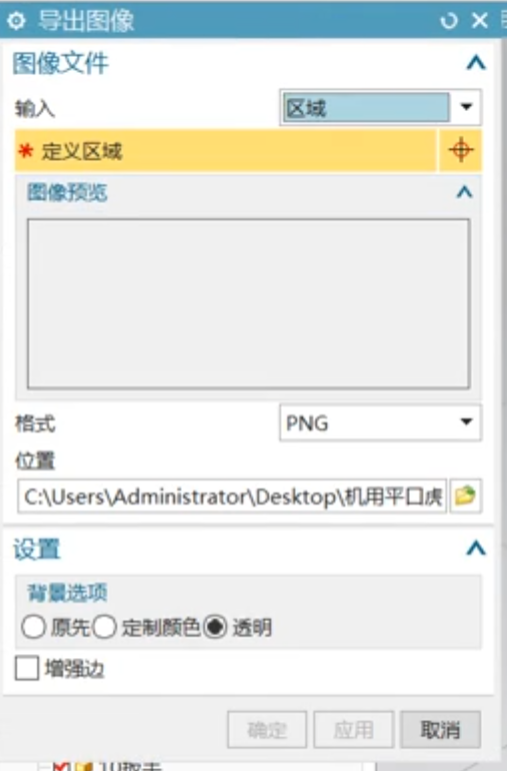 导出图像
图像文件
输入 区域
* 定义区域
图像预览
格式 PNG
位置
C:\Users\Administrator\Desktop\机用平口虎
设置
背景选项
原先 定制颜色 透明
增强边
确定 应用 取消